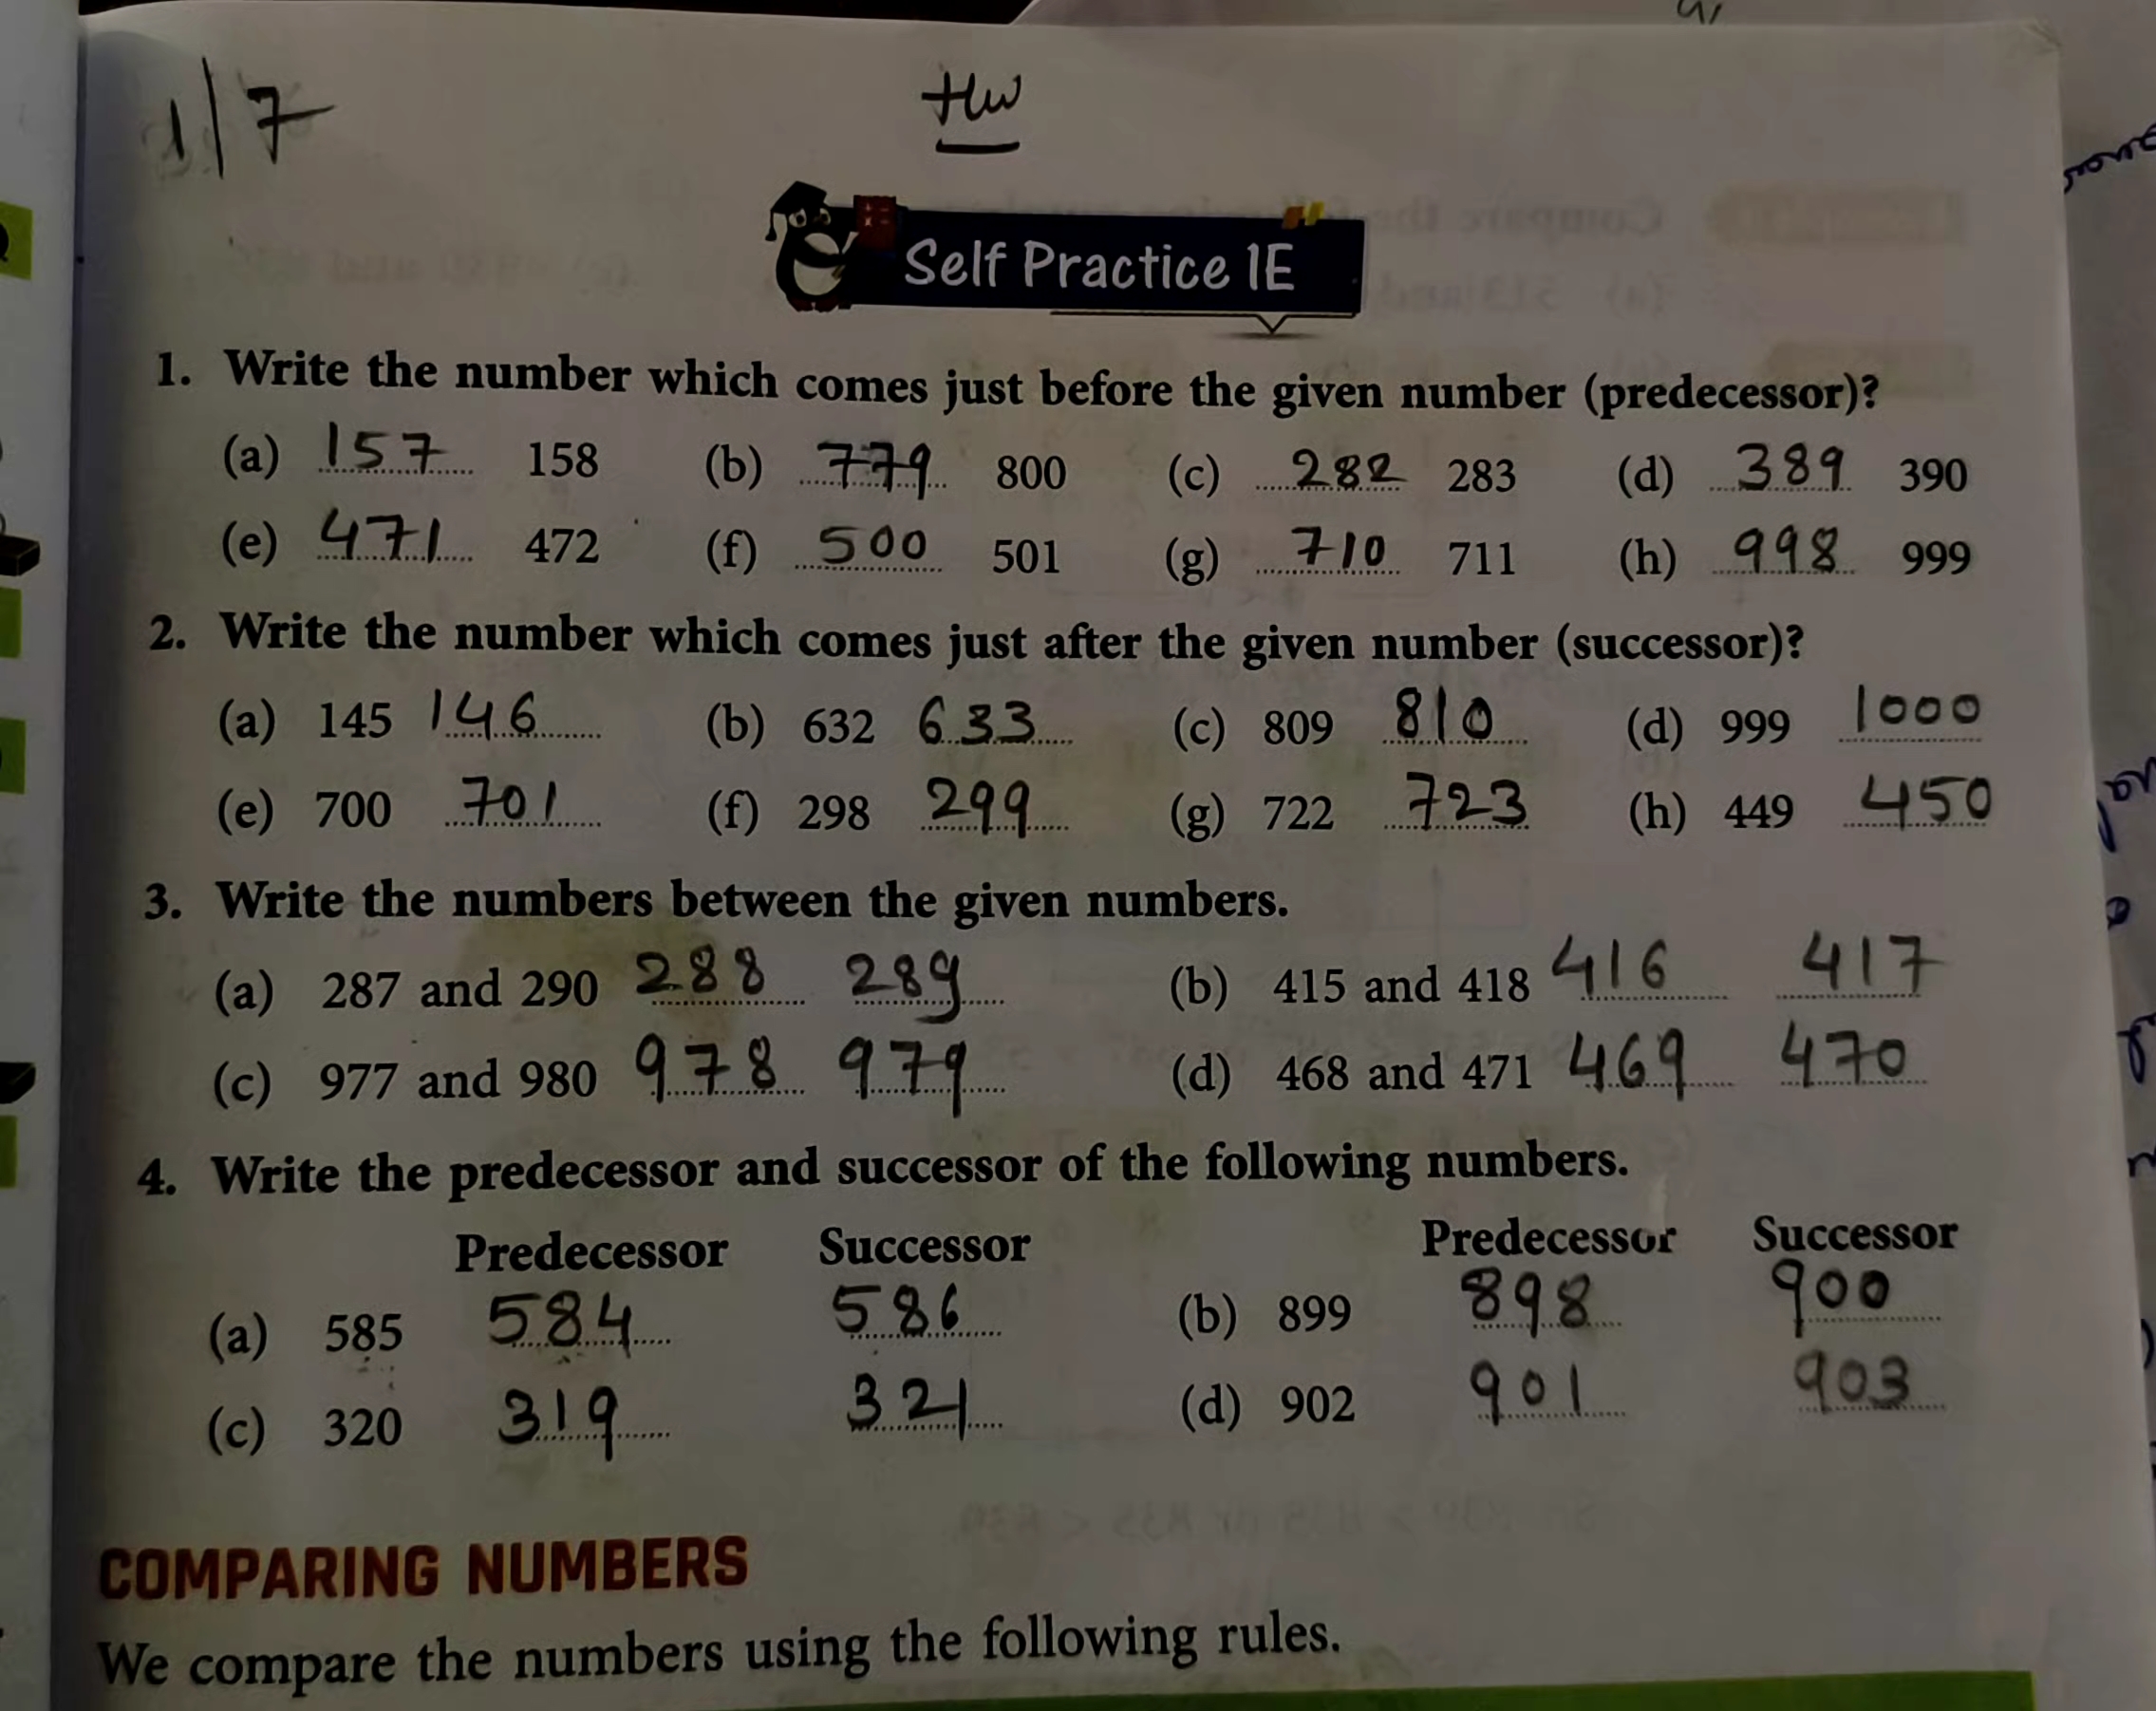 1/7
HW
Self Practice 1E
1. Write the number which comes just before the given number (predecessor)?
(a) 157 158 (b) 779 800 (c) 282 283 (d) 389 390
(e) 471 472 (f) 500 501 (g) 710 711 (h) 998 999
2. Write the number which comes just after the given number (successor)?
(a) 145 146 (b) 632 633 (c) 809 810 (d) 999 1000
(e) 700 701 (f) 298 299 (g) 722 723 (h) 449 450
3. Write the numbers between the given numbers.
(a) 287 and 290 288 289 (b) 415 and 418 416 417
(c) 977 and 980 978 979 (d) 468 and 471 469 470
4. Write the predecessor and successor of the following numbers.
Predecessor Successor Predecessor Successor
(a) 585 584 586 (b) 899 898 900
(c) 320 319 321 (d) 902 901 903
COMPARING NUMBERS
We compare the numbers using the following rules.